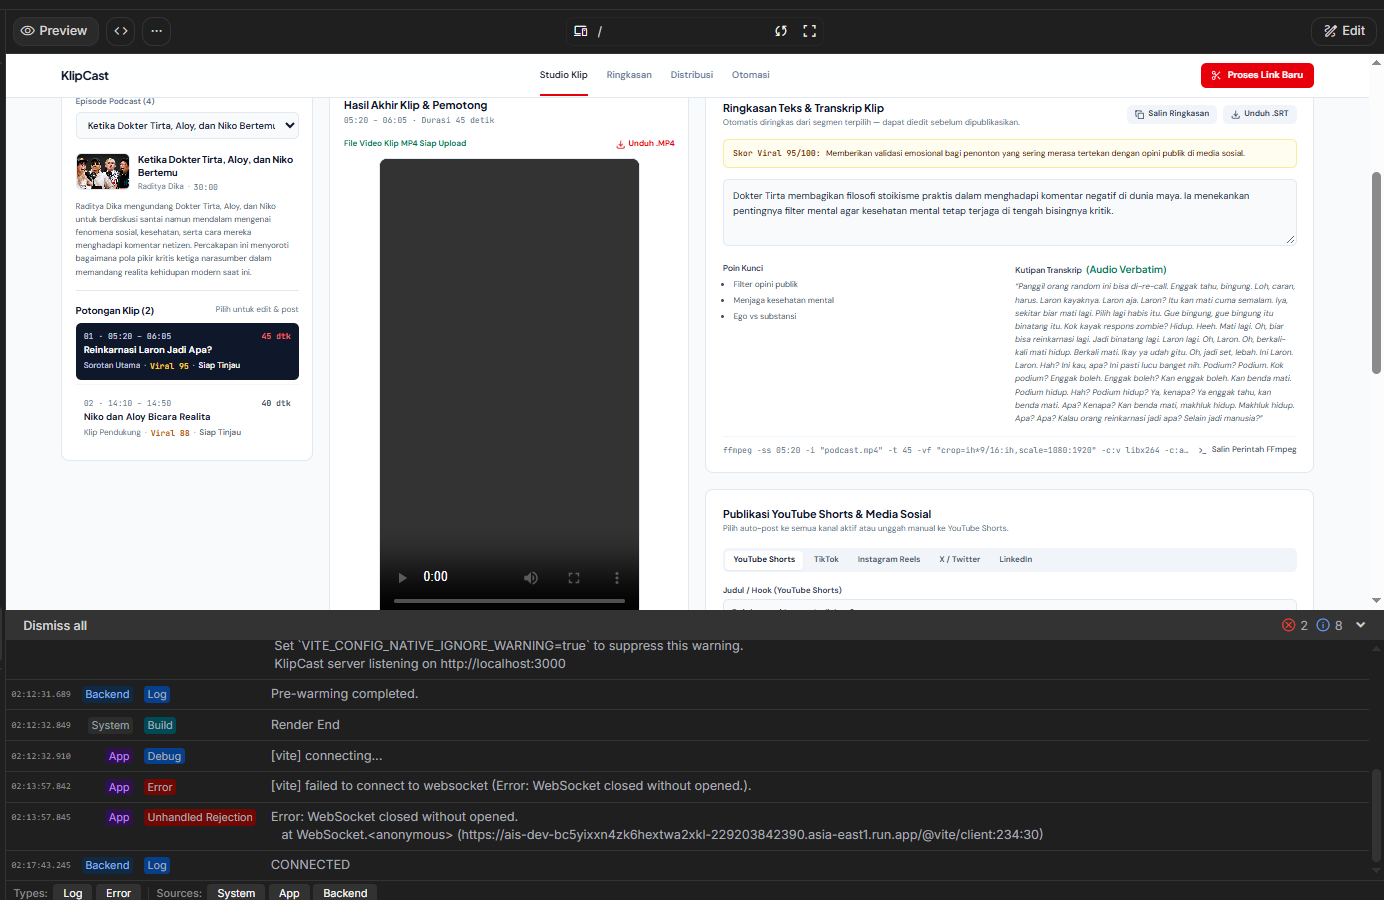 Preview
/
Edit
KlipCast
Studio Klip
Ringkasan
Distribusi
Otomasi
Proses Link Baru
Episode Podcast (4)
Ketika Dokter Tirta, Aloy, dan Niko Bertemu
Ketika Dokter Tirta, Aloy, dan Niko
Bertemu
Raditya Dika · 30:00
Raditya Dika mengundang Dokter Tirta, Aloy, dan Niko
untuk berdiskusi santai namun mendalam mengenai
fenomena sosial, kesehatan, serta cara mereka
menghadapi komentar netizen. Percakapan ini menyoroti
bagaimana pola pikir kritis ketiga narasumber dalam
memandang realita kehidupan modern saat ini.
Potongan Klip (2)
Pilih untuk edit & post
01 · 05:20 – 06:05
45 dtk
Reinkarnasi Laron Jadi Apa?
Sorotan Utama · Viral 95 · Siap Tinjau
02 · 14:10 – 14:50
40 dtk
Niko dan Aloy Bicara Realita
Klip Pendukung · Viral 88 · Siap Tinjau
Hasil Akhir Klip & Pemotong
05:20 – 06:05 · Durasi 45 detik
File Video Klip MP4 Siap Upload
Unduh .MP4
0:00
Ringkasan Teks & Transkrip Klip
Otomatis diringkas dari segmen terpilih — dapat diedit sebelum dipublikasikan.
Salin Ringkasan
Unduh .SRT
Skor Viral 95/100: Memberikan validasi emosional bagi penonton yang sering merasa tertekan dengan opini publik di media sosial.
Dokter Tirta membagikan filosofi stoikisme praktis dalam menghadapi komentar negatif di dunia maya. Ia menekankan
pentingnya filter mental agar kesehatan mental tetap terjaga di tengah bisingnya kritik.
Poin Kunci
Filter opini publik
Menjaga kesehatan mental
Ego vs substansi
Kutipan Transkrip (Audio Verbatim)
"Panggil orang random ini bisa di-re-call. Enggak tahu, bingung. Loh, caran,
harus. Laron kayaknya. Laron aja. Laron? Itu kan mati cuma semalam. Iya,
sekitar biar mati lagi. Pilih lagi habis itu. Gue bingung, gue bingung itu
binatang itu. Kok kayak respons zombie? Hidup. Heeh. Mati lagi. Oh, biar
bisa reinkarnasi lagi. Jadi binatang lagi. Laron lagi. Oh, Laron. Oh, berkali-
kali mati hidup. Berkali mati. Ikay ya udah gitu. Oh, jadi set, lebah. Ini Laron.
Laron. Hah? Ini kau, apa? Ini pasti lucu banget nih. Podium? Podium. Kok
podium? Enggak boleh. Enggak boleh? Kan enggak boleh. Kan benda mati.
Podium hidup. Hah? Podium hidup? Ya, kenapa? Ya enggak tahu, kan
benda mati. Apa? Kenapa? Kan benda mati, makhluk hidup. Makhluk hidup.
Apa? Apa? Kalau orang reinkarnasi jadi apa? Selain jadi manusia?"
ffmpeg -ss 05:20 -i "podcast.mp4" -t 45 -vf "crop=ih*9/16:ih,scale=1080:1920" -c:v libx264 -c:a…
Salin Perintah FFmpeg
Publikasi YouTube Shorts & Media Sosial
Pilih auto-post ke semua kanal aktif atau unggah manual ke YouTube Shorts.
YouTube Shorts
TikTok
Instagram Reels
X / Twitter
LinkedIn
Judul / Hook (YouTube Shorts)
Dismiss all
2
8
Set `VITE_CONFIG_NATIVE_IGNORE_WARNING=true` to suppress this warning.
KlipCast server listening on http://localhost:3000
02:12:31.689 Backend Log Pre-warming completed.
02:12:32.849 System Build Render End
02:12:32.910 App Debug [vite] connecting...
02:13:57.842 App Error [vite] failed to connect to websocket (Error: WebSocket closed without opened.).
02:13:57.845 App Unhandled Rejection Error: WebSocket closed without opened.
at WebSocket.<anonymous> (https://ais-dev-bc5yixxn4zk6hextwa2xkl-229203842390.asia-east1.run.app/@vite/client:234:30)
02:17:43.245 Backend Log CONNECTED
Types: Log Error Sources: System App Backend